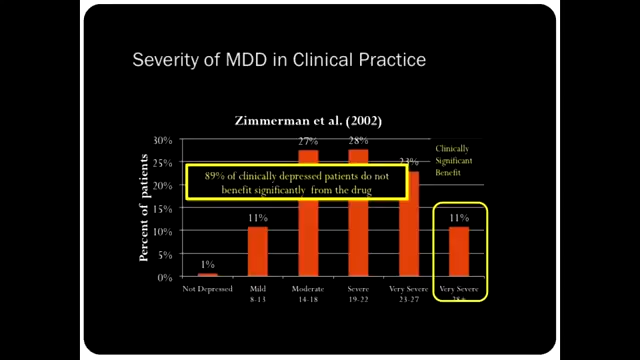 Severity of MDD in Clinical Practice
Zimmerman et al. (2002)
Percent of patients
30%
25%
20%
15%
10%
5%
0%
1%
11%
27%
28%
23%
11%
Clinically
Significant
Benefit
89% of clinically depressed patients do not
benefit significantly from the drug
Not Depressed
Mild
8-13
Moderate
14-18
Severe
19-22
Very Severe
23-27
Very Severe
28+